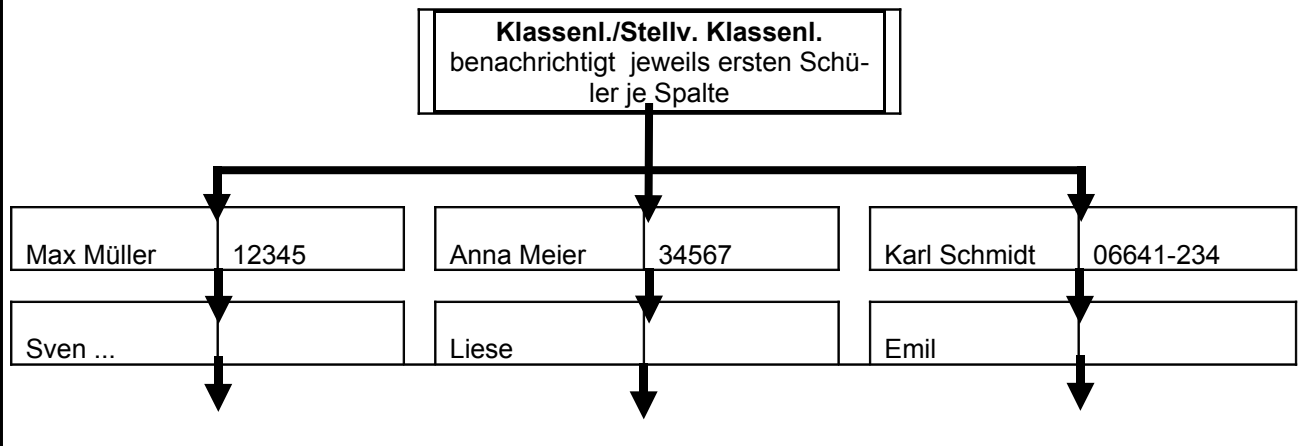 Klassenl./Stellv. Klassenl.
benachrichtigt jeweils ersten Schü-
ler je Spalte
Max Müller 12345 Anna Meier 34567 Karl Schmidt 06641-234
Sven ... Liese Emil